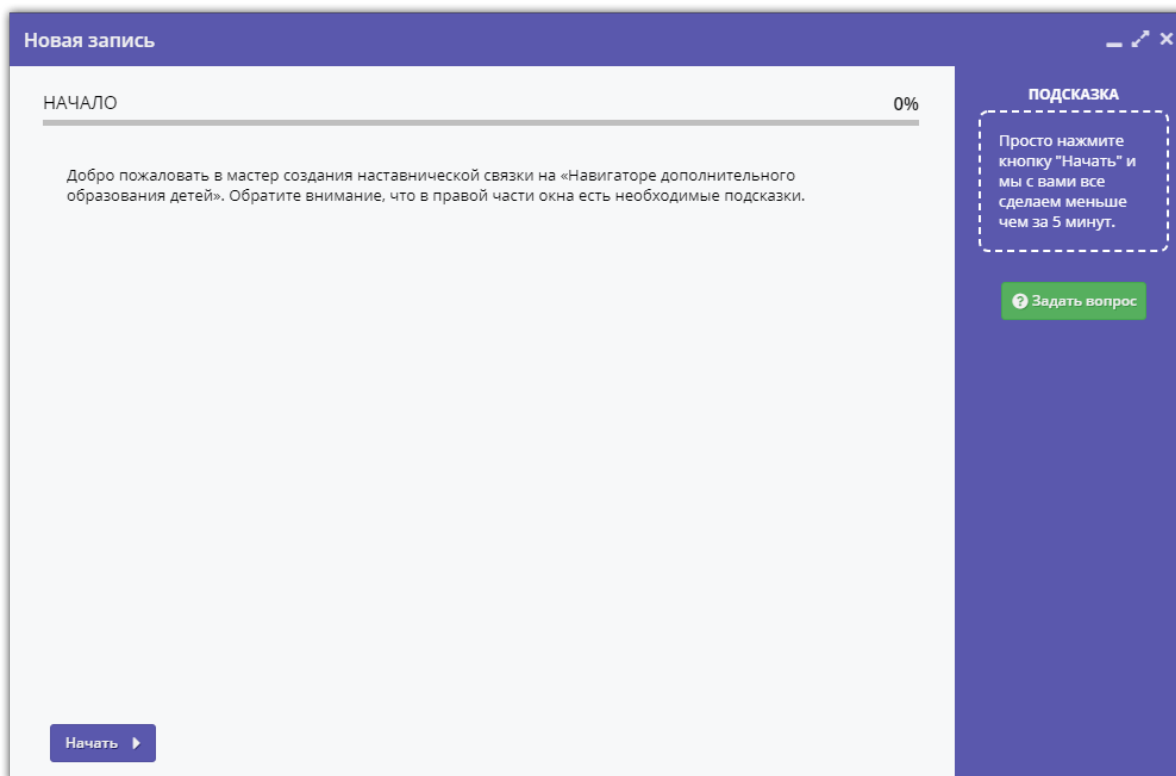 Новая запись
НАЧАЛО
0%
Добро пожаловать в мастер создания наставнической связки на «Навигаторе дополнительного
образования детей». Обратите внимание, что в правой части окна есть необходимые подсказки.
Начать
ПОДСКАЗКА
Просто нажмите
кнопку "Начать" и
мы с вами все
сделаем меньше
чем за 5 минут.
Задать вопрос